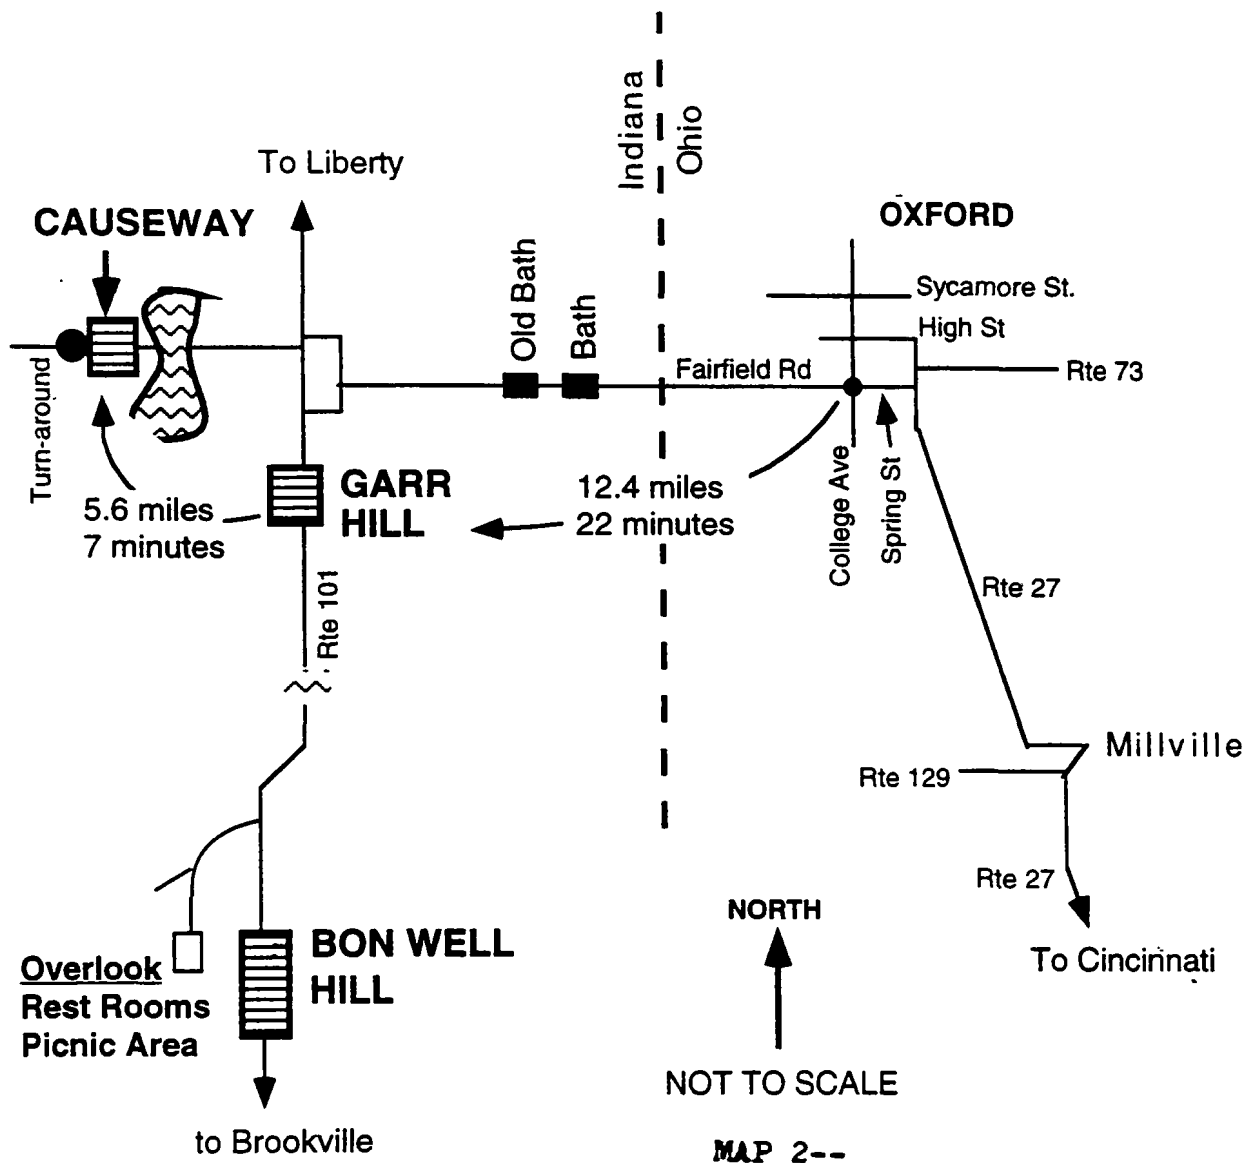 Indiana
Ohio
To Liberty
CAUSEWAY
OXFORD
Old Bath
Bath
Sycamore St.
High St
Fairfield Rd
Rte 73
Turn-around
5.6 miles
7 minutes
GARR
HILL
12.4 miles
22 minutes
College Ave
Spring St
Rte 101
Rte 27
Millville
Rte 129
Rte 27
To Cincinnati
NORTH
BON WELL
HILL
Overlook
Rest Rooms
Picnic Area
NOT TO SCALE
to Brookville
MAP 2--